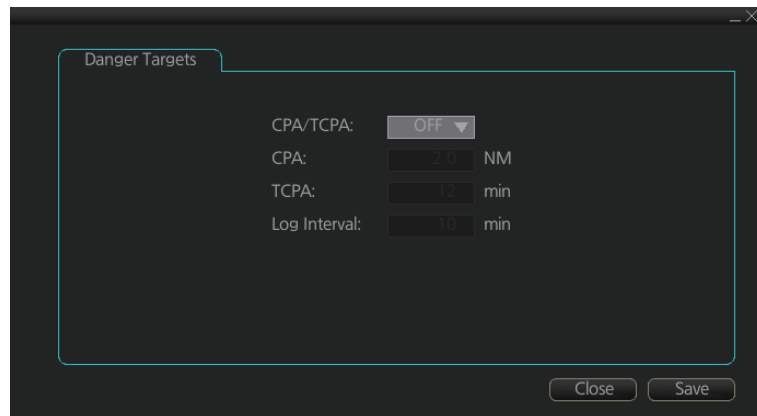 Danger Targets
CPA/TCPA: OFF
CPA: 2.0 NM
TCPA: 12 min
Log Interval: 10 min
Close Save